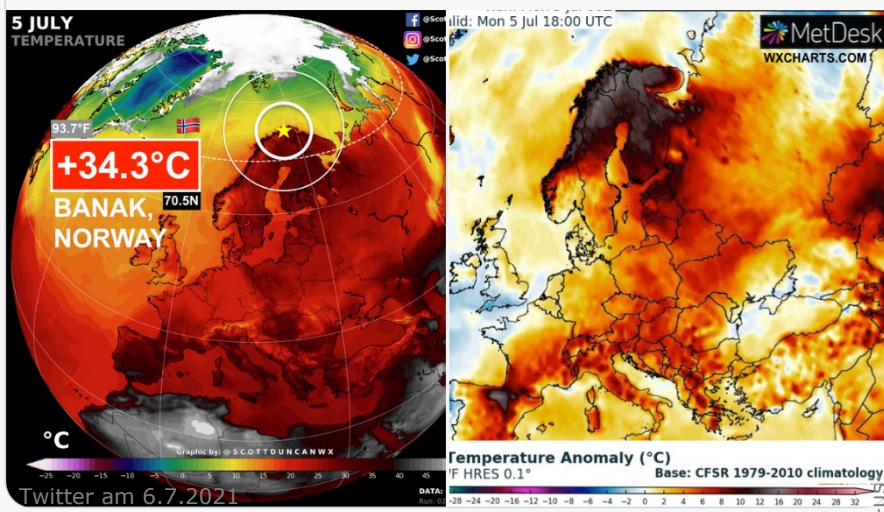 5 JULY
TEMPERATURE
@Scot
@Scot
@Scot
93.7°F
+34.3°C
70.5N
BANAK,
NORWAY
°C
Graphic by: @SCOTTDUNCANWX
-25 -20 -15 -10 -5 0 5 10 15 20 25 30 35 40 45
DATA:
Run: 02
Twitter am 6.7.2021
alid: Mon 5 Jul 18:00 UTC
MetDesk
WXCHARTS.COM
Temperature Anomaly (°C)
F HRES 0.1°
Base: CFSR 1979-2010 climatology
-28 -24 -20 -16 -12 -10 -8 -6 -4 -2 0 2 4 6 8 10 12 16 20 24 28 32